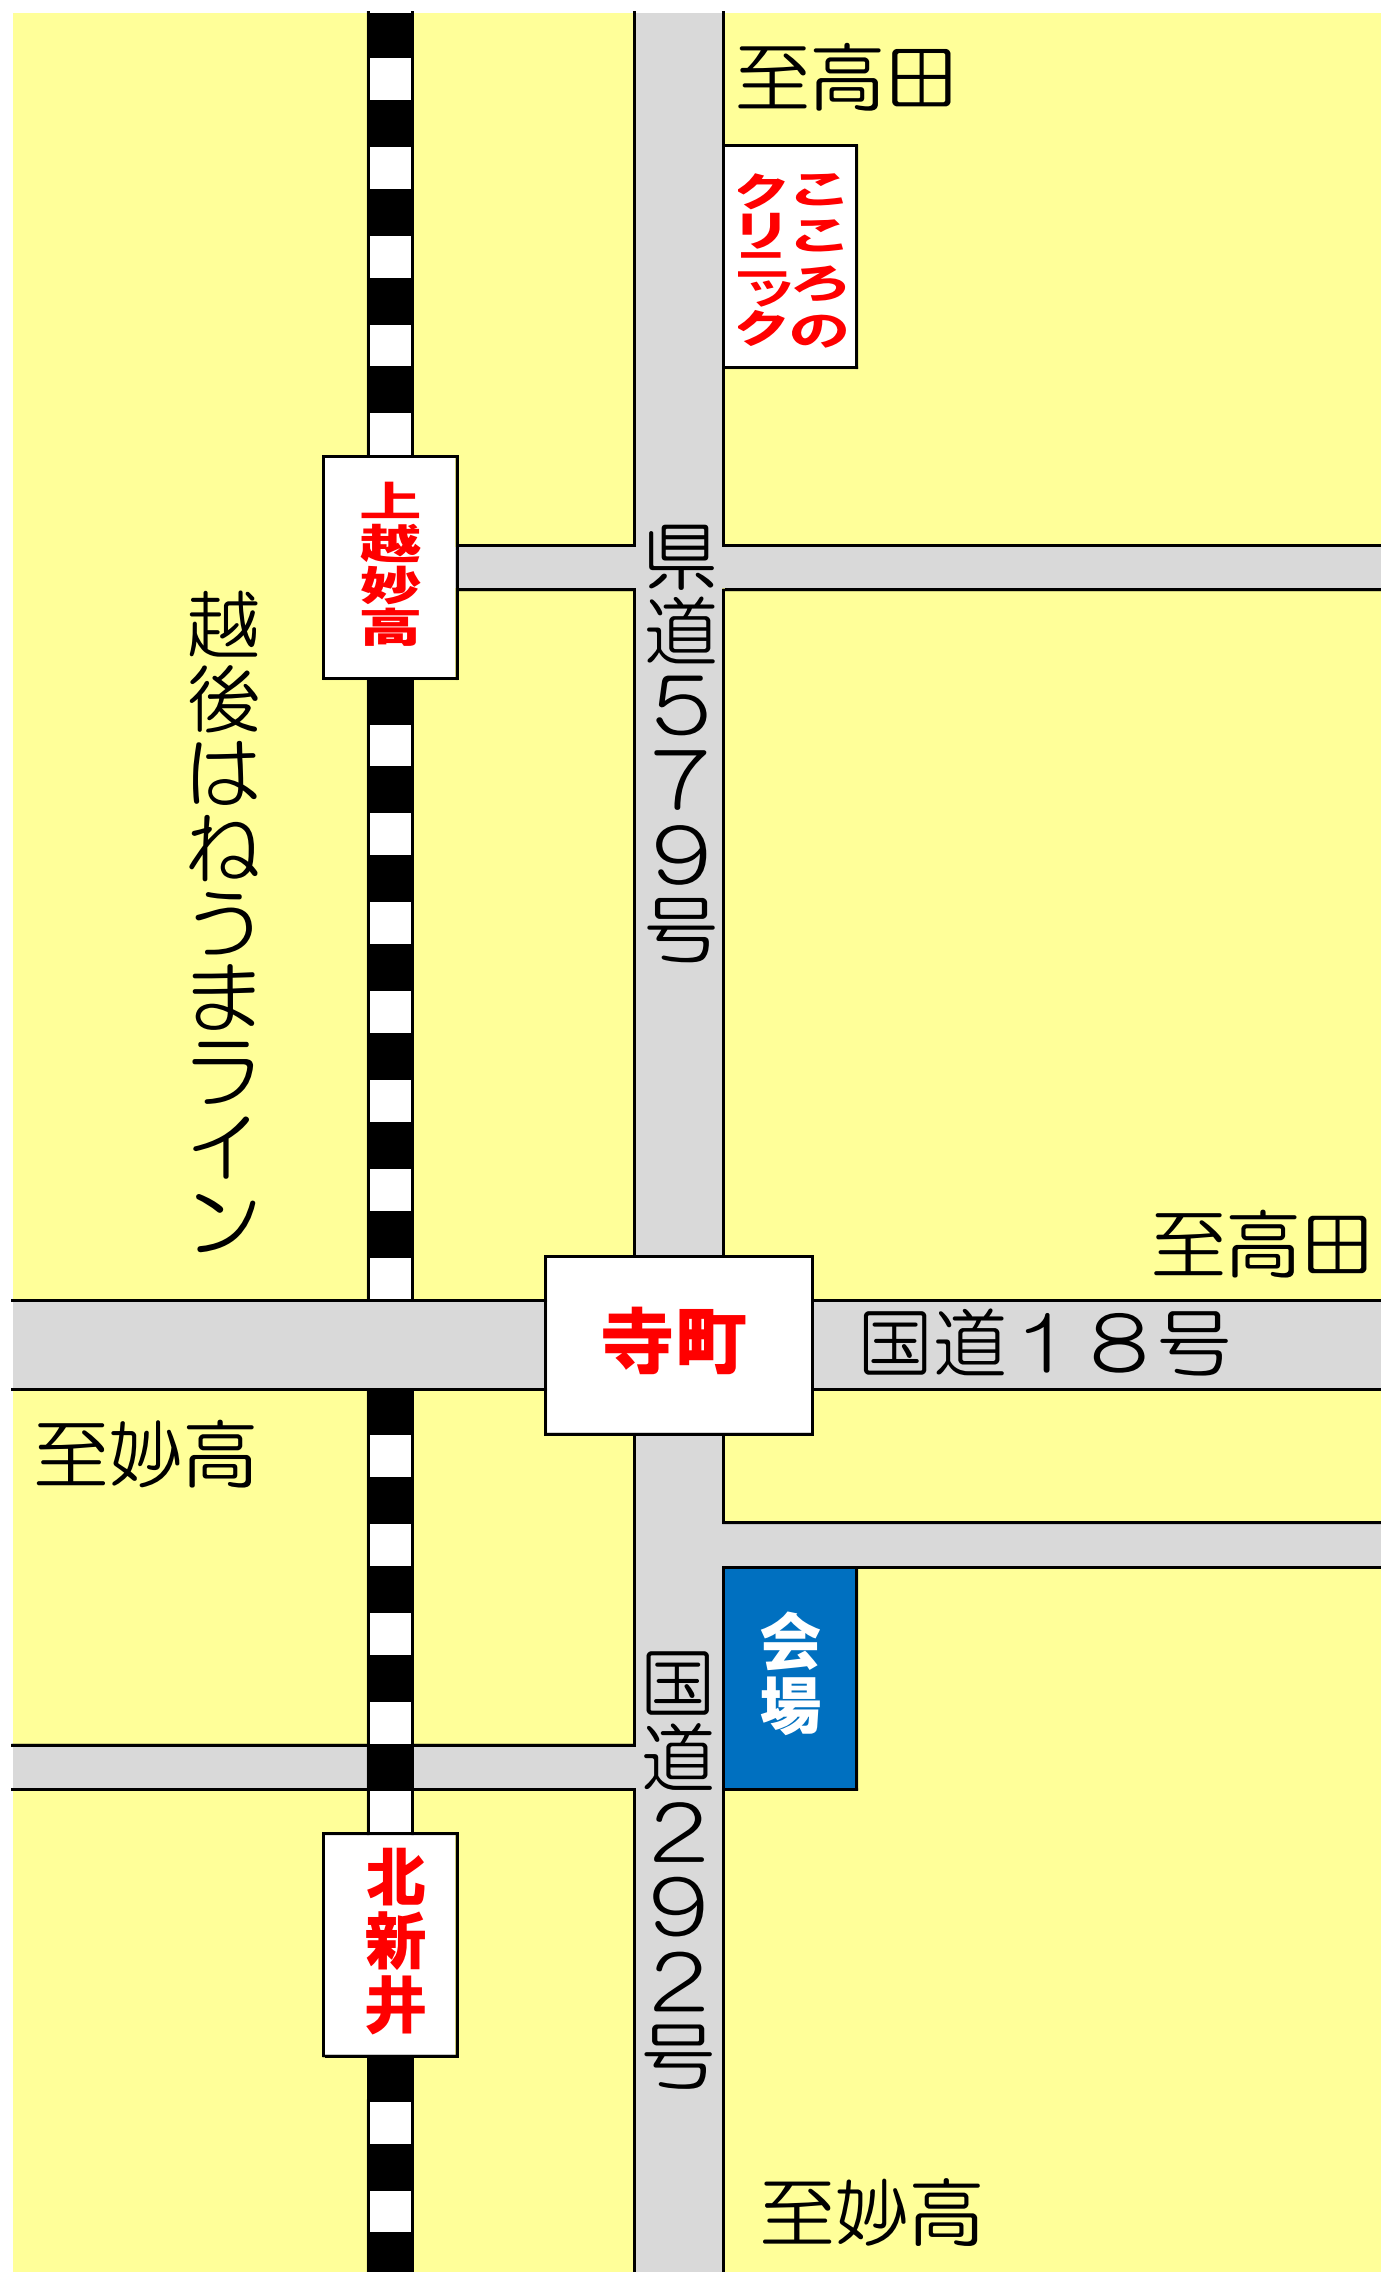 至高田
こころの
クリニック
上越妙高
県道５７９号
越後はねうまライン
至高田
寺町
国道１８号
至妙高
会場
国道２９２号
北新井
至妙高